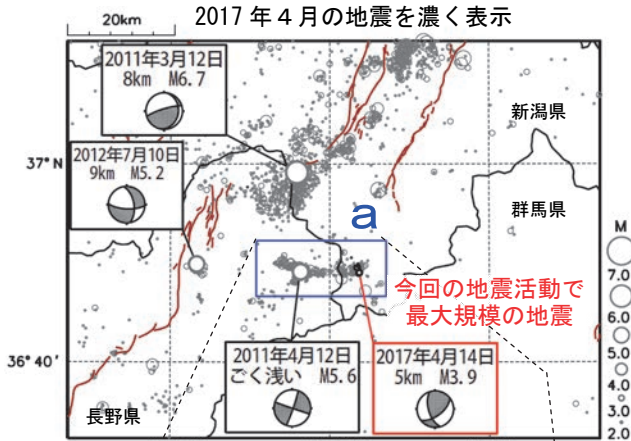 20km
2017年4月の地震を濃く表示
2011年3月12日
8km M6.7
新潟県
37°N
2012年7月10日
9km M5.2
群馬県
a
M
7.0
6.0
5.0
4.0
3.0
2.0
今回の地震活動で
最大規模の地震
36°40′
2011年4月12日
ごく浅い M5.6
2017年4月14日
5km M3.9
長野県